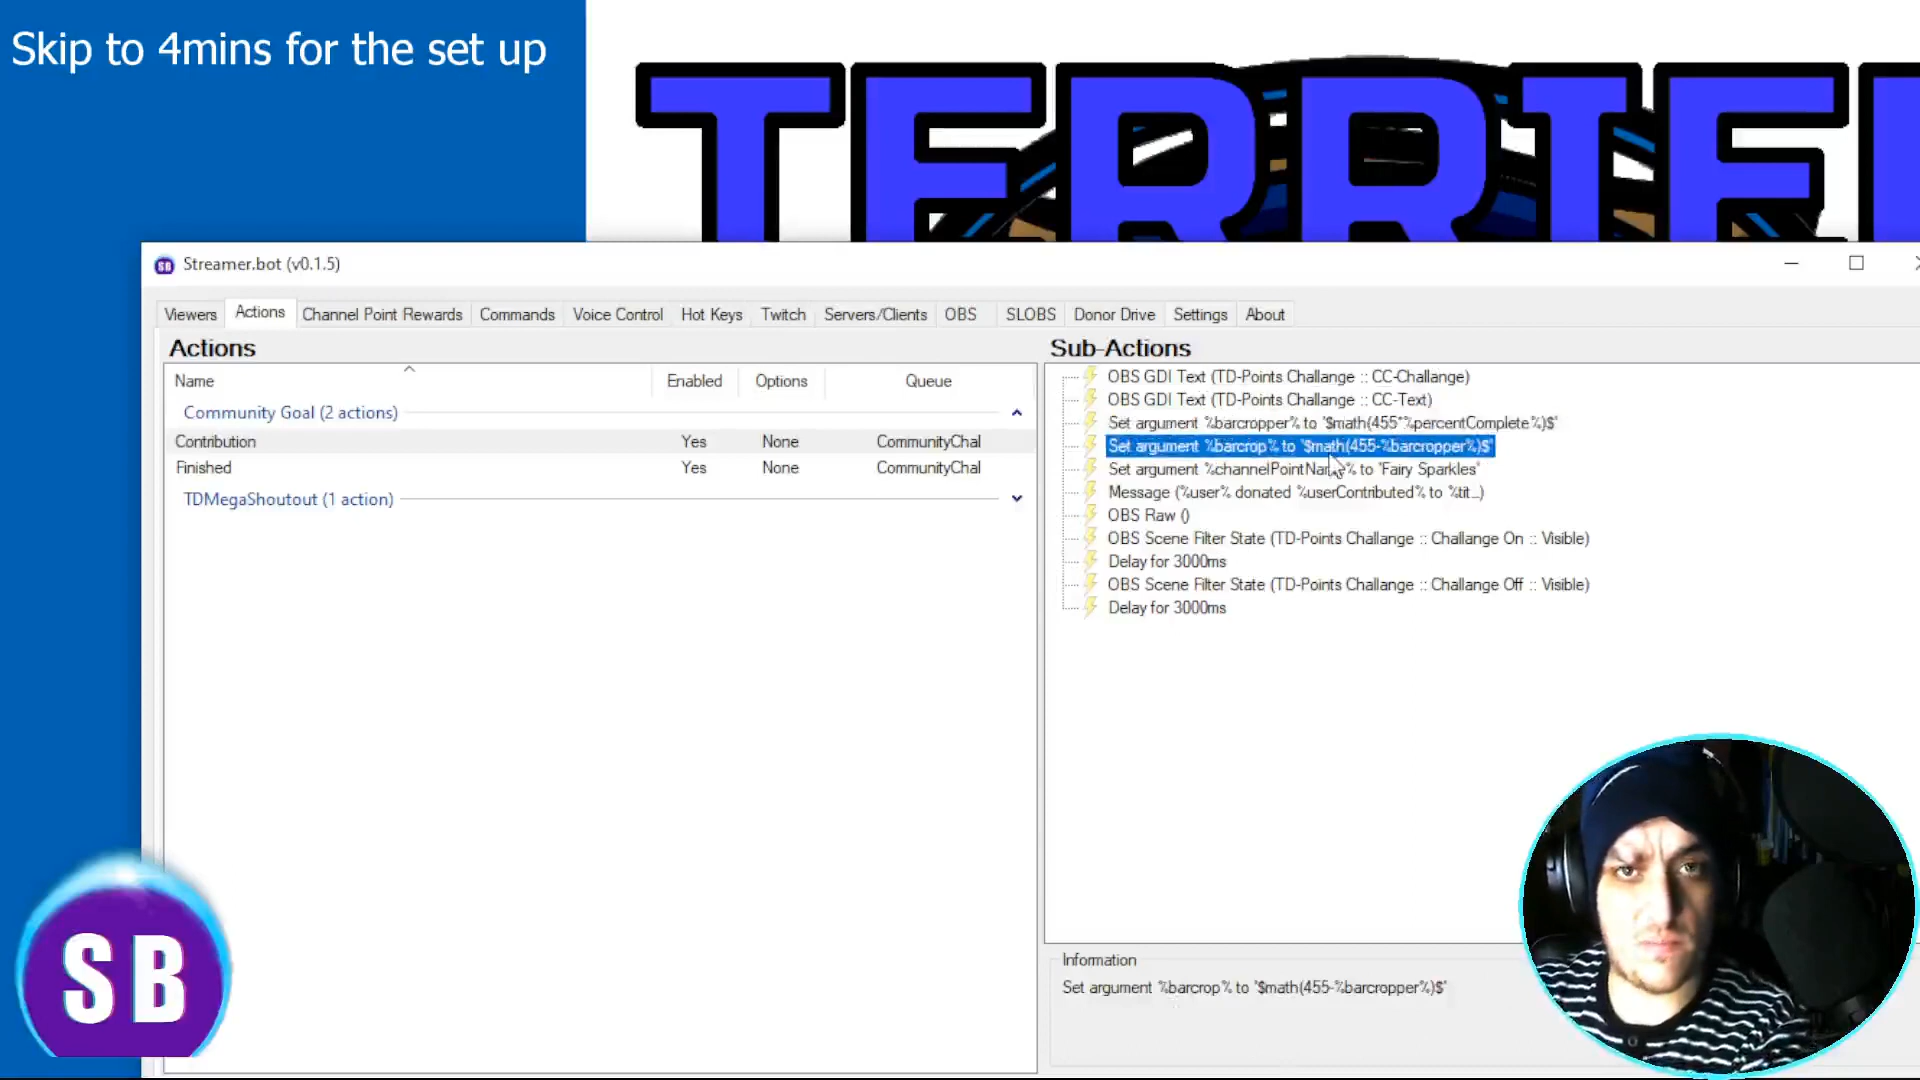 Skip to 4mins for the set up
TERRIE
SB
Streamer.bot (v0.1.5)
Viewers Actions Channel Point Rewards Commands Voice Control Hot Keys Twitch Servers/Clients OBS SLOBS Donor Drive Settings About
Actions
Name Enabled Options Queue
Community Goal (2 actions)
Contribution Yes None CommunityChal
Finished Yes None CommunityChal
TDMegaShoutout (1 action)
Sub-Actions
OBS GDI Text (TD-Points Challange :: CC-Challange)
OBS GDI Text (TD-Points Challange :: CC-Text)
Set argument %barcropper% to '$math(455*%percentComplete%)$'
Set argument %barcrop% to '$math(455-%barcropper%)$'
Set argument %channelPointName% to 'Fairy Sparkles'
Message (%user% donated %userContributed% to %tit...)
OBS Raw ()
OBS Scene Filter State (TD-Points Challange :: Challange On :: Visible)
Delay for 3000ms
OBS Scene Filter State (TD-Points Challange :: Challange Off :: Visible)
Delay for 3000ms
Information
Set argument %barcrop% to '$math(455-%barcropper%)$'
SB